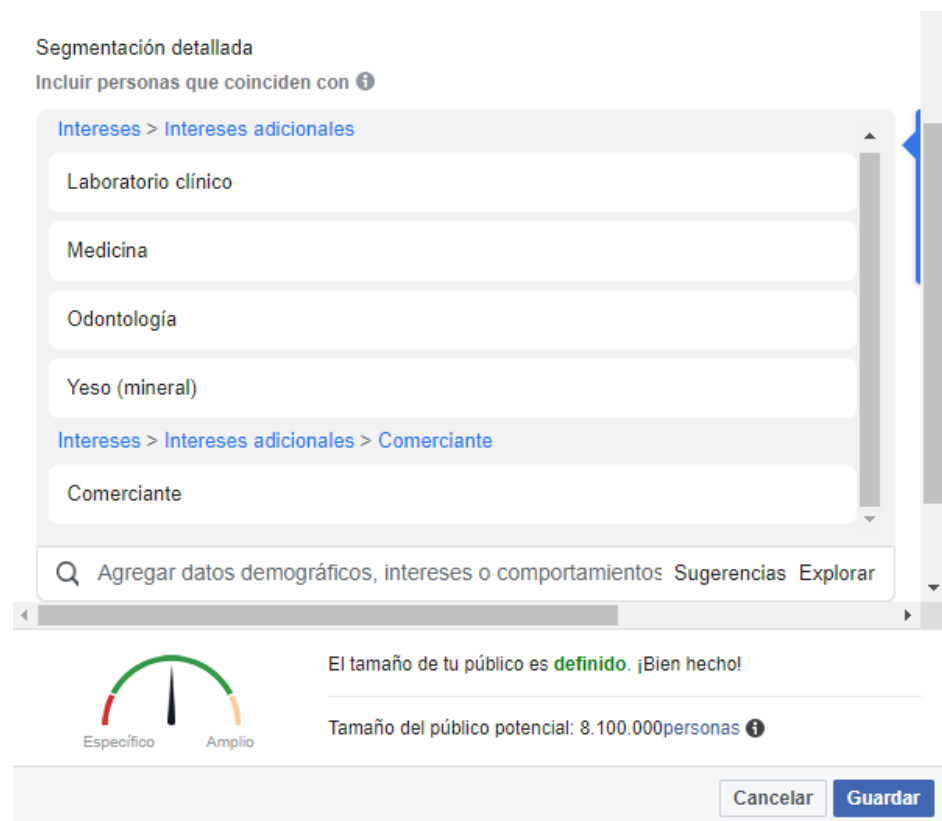 Segmentación detallada
Incluir personas que coinciden con
Intereses > Intereses adicionales
Laboratorio clínico
Medicina
Odontología
Yeso (mineral)
Intereses > Intereses adicionales > Comerciante
Comerciante
Agregar datos demográficos, intereses o comportamientos Sugerencias Explorar
El tamaño de tu público es definido. ¡Bien hecho!
Específico Amplio
Tamaño del público potencial: 8.100.000personas
Cancelar Guardar